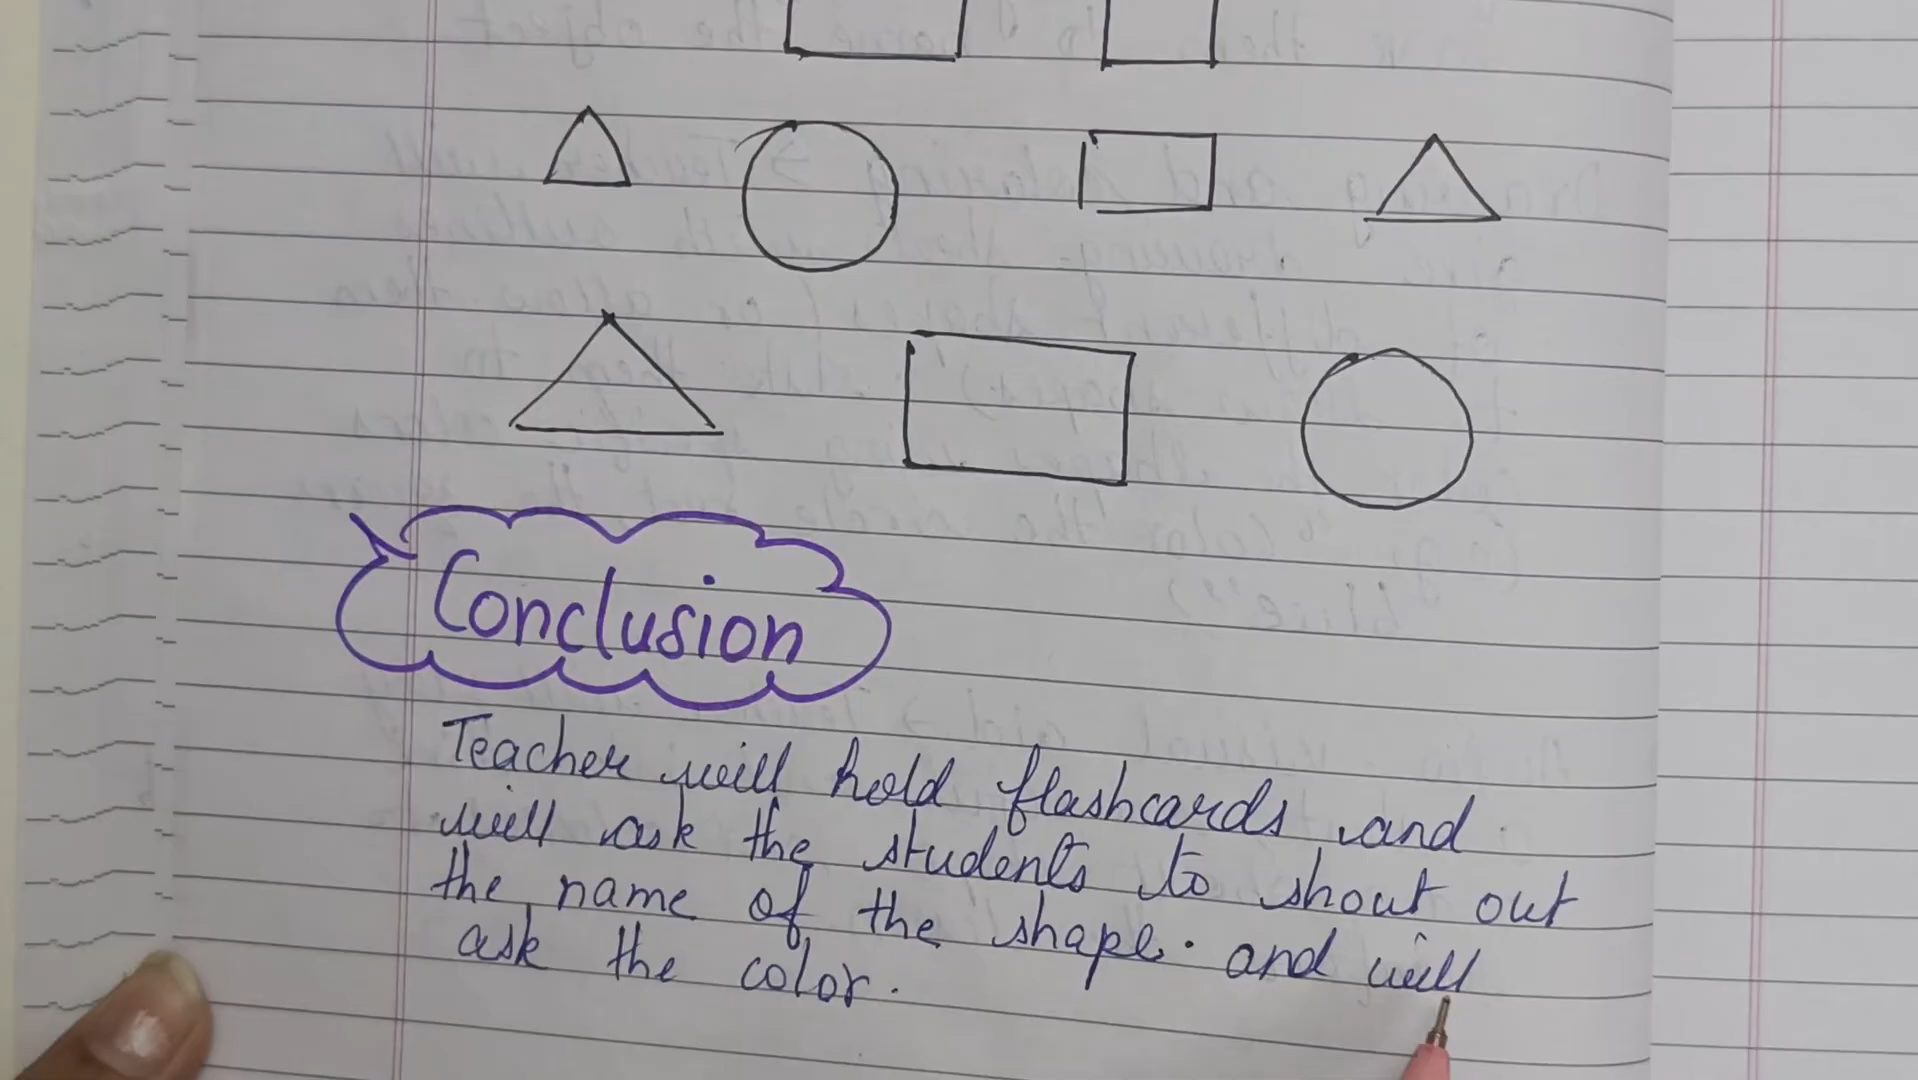 Conclusion
Teacher will hold flashcards and
will ask the students to shout out
the name of the shape. and will
ask the color.